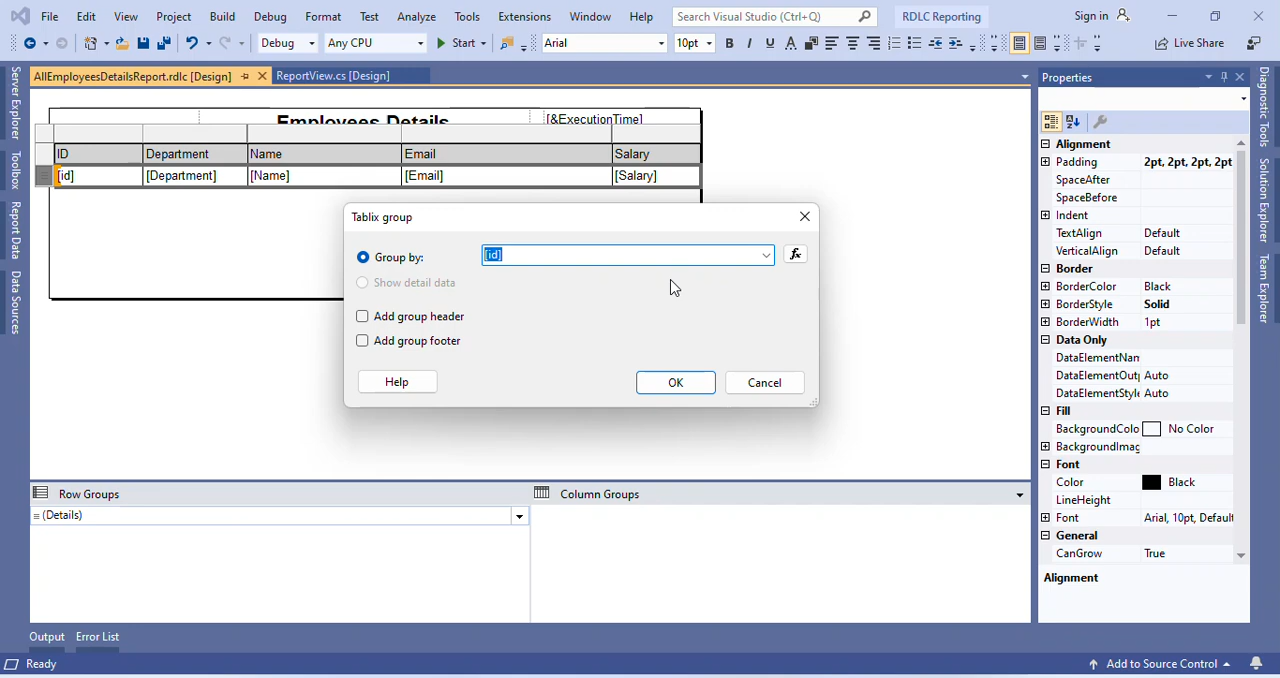 File Edit View Project Build Debug Format Test Analyze Tools Extensions Window Help Search Visual Studio (Ctrl+Q) RDLC Reporting Sign in
Debug Any CPU Start Arial 10pt B I U A Live Share
AllEmployeesDetailsReport.rdlc [Design] ReportView.cs [Design]
Server Explorer
Toolbox
Report Data
Data Sources
Employees Details [&ExecutionTime]
ID Department Name Email Salary
[id] [Department] [Name] [Email] [Salary]
Tablix group
Group by: [id] fx
Show detail data
Add group header
Add group footer
Help OK Cancel
Row Groups Column Groups
(Details)
Properties
Alignment
Padding 2pt, 2pt, 2pt, 2pt
SpaceAfter
SpaceBefore
Indent
TextAlign Default
VerticalAlign Default
Border
BorderColor Black
BorderStyle Solid
BorderWidth 1pt
Data Only
DataElementNam
DataElementOutp Auto
DataElementStyle Auto
Fill
BackgroundColo No Color
BackgroundImag
Font
Color Black
LineHeight
Font Arial, 10pt, Default
General
CanGrow True
Alignment
Diagnostic Tools
Solution Explorer
Team Explorer
Output Error List
Ready Add to Source Control